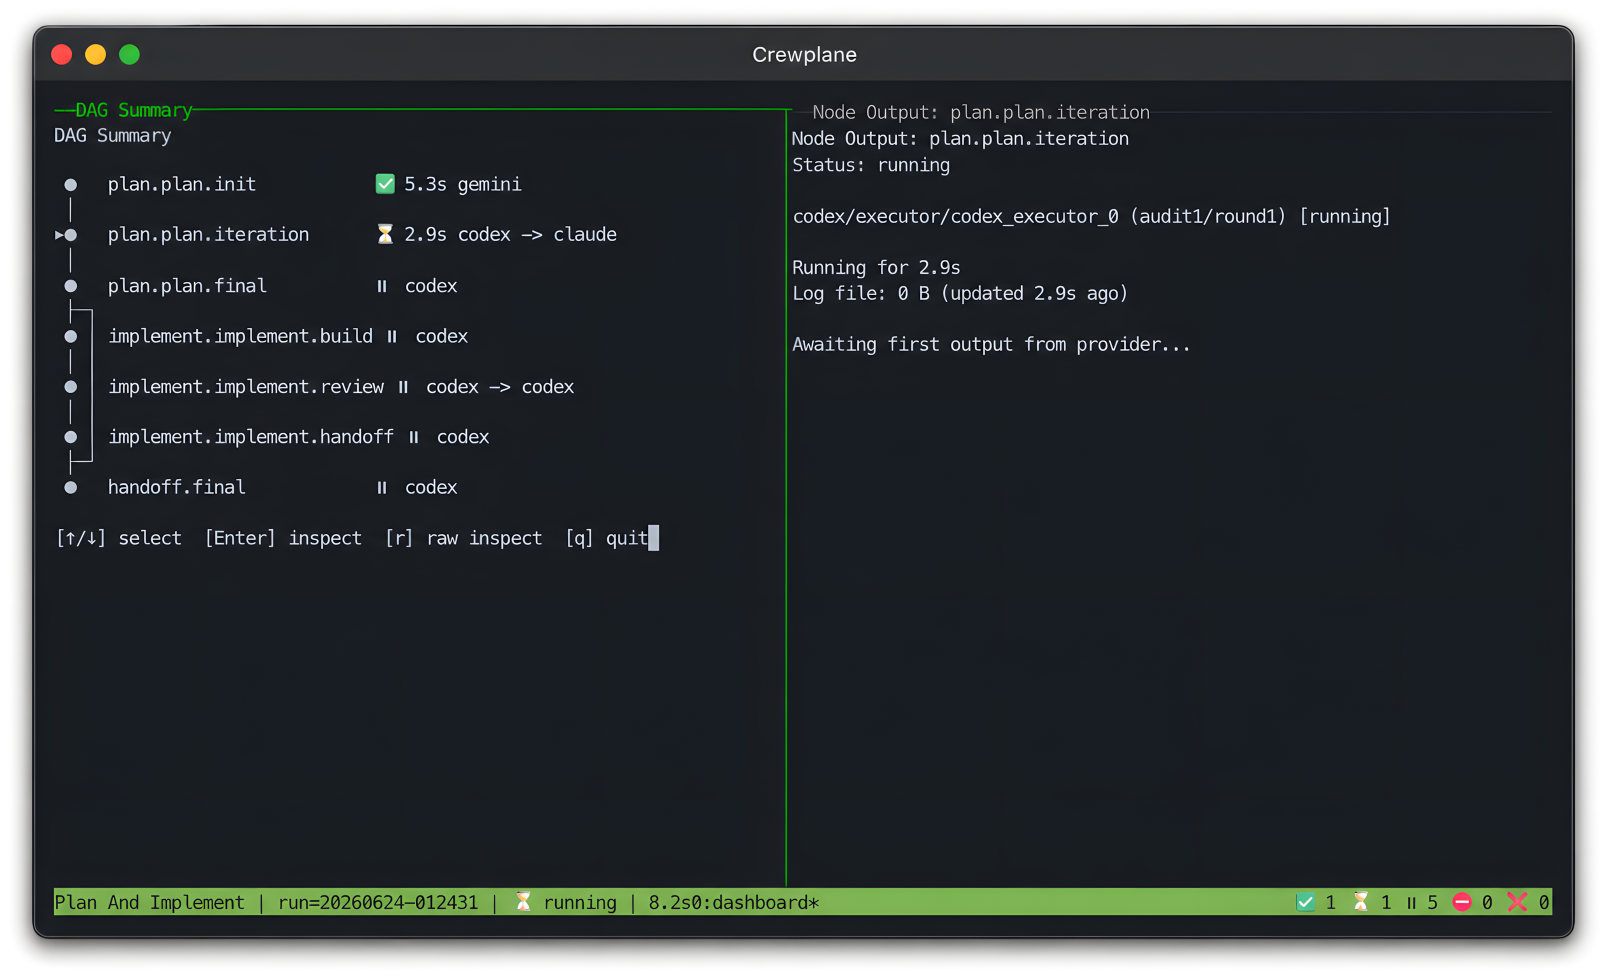 Crewplane
DAG Summary
DAG Summary
plan.plan.init ✅ 5.3s gemini
plan.plan.iteration ⏳ 2.9s codex —> claude
plan.plan.final ⏸ codex
implement.implement.build ⏸ codex
implement.implement.review ⏸ codex —> codex
implement.implement.handoff ⏸ codex
handoff.final ⏸ codex
[↑/↓] select [Enter] inspect [r] raw inspect [q] quit
Node Output: plan.plan.iteration
Node Output: plan.plan.iteration
Status: running
codex/executor/codex_executor_0 (audit1/round1) [running]
Running for 2.9s
Log file: 0 B (updated 2.9s ago)
Awaiting first output from provider...
Plan And Implement | run=20260624-012431 | ⏳ running | 8.2s0:dashboard* ✅ 1 ⏳ 1 ⏸ 5 ⛔ 0 ❌ 0